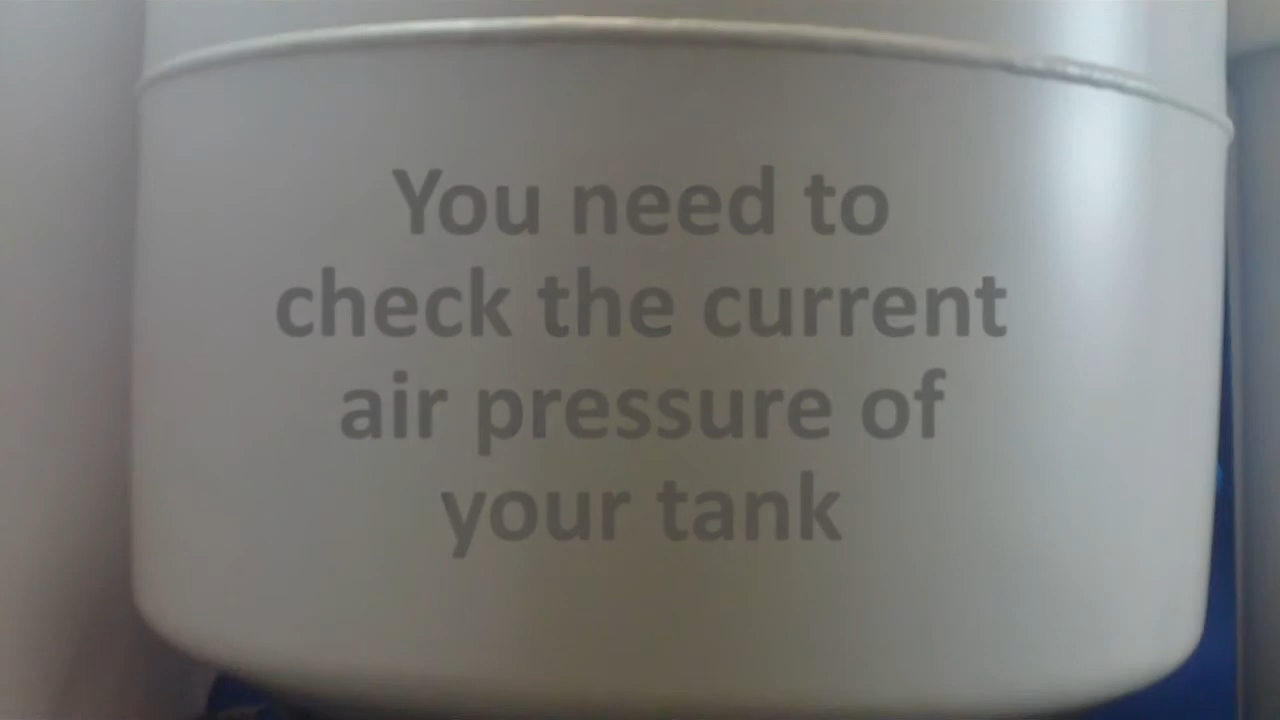 You need to
check the current
air pressure of
your tank